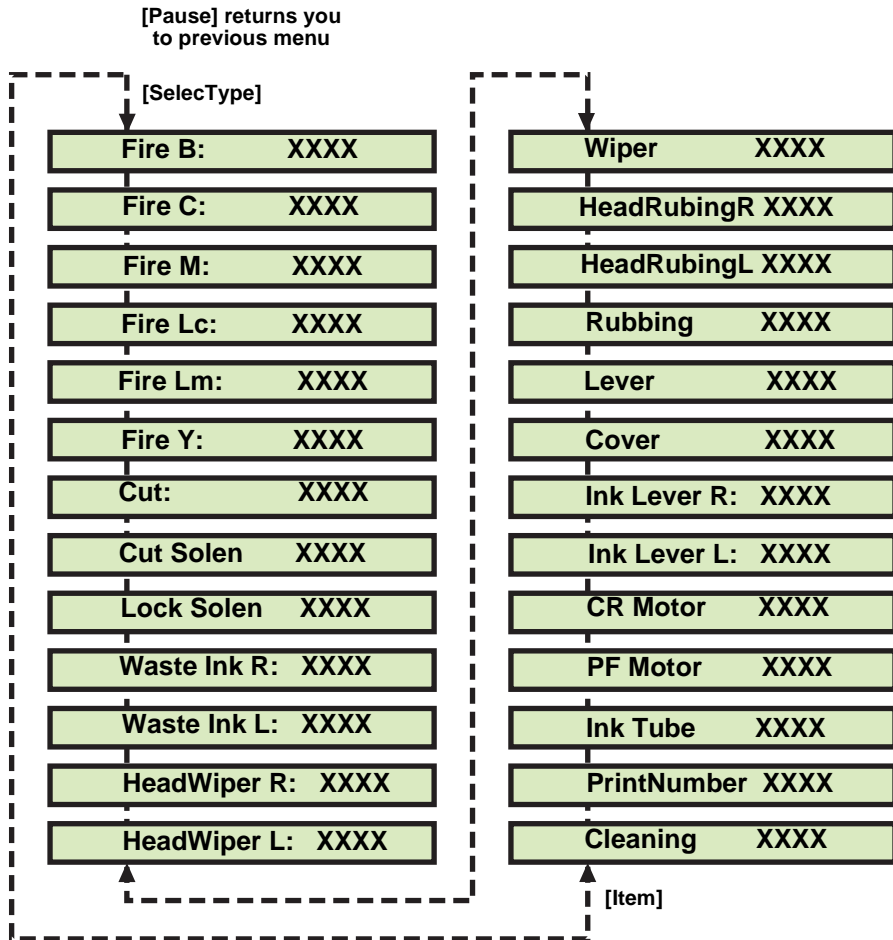 [Pause] returns you
to previous menu
[SelecType]
Fire B: XXXX
Fire C: XXXX
Fire M: XXXX
Fire Lc: XXXX
Fire Lm: XXXX
Fire Y: XXXX
Cut: XXXX
Cut Solen XXXX
Lock Solen XXXX
Waste Ink R: XXXX
Waste Ink L: XXXX
HeadWiper R: XXXX
HeadWiper L: XXXX
Wiper XXXX
HeadRubingR XXXX
HeadRubingL XXXX
Rubbing XXXX
Lever XXXX
Cover XXXX
Ink Lever R: XXXX
Ink Lever L: XXXX
CR Motor XXXX
PF Motor XXXX
Ink Tube XXXX
PrintNumber XXXX
Cleaning XXXX
[Item]